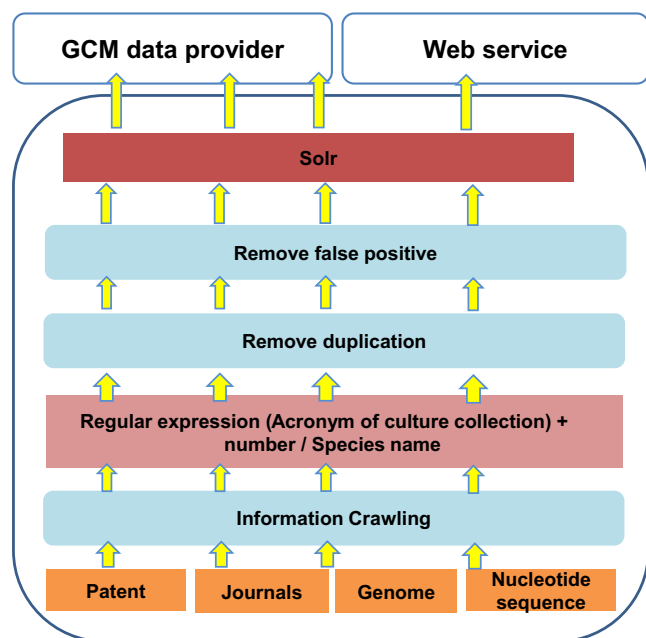 GCM data provider
Web service
Solr
Remove false positive
Remove duplication
Regular expression (Acronym of culture collection) +
number / Species name
Information Crawling
Patent
Journals
Genome
Nucleotide
sequence